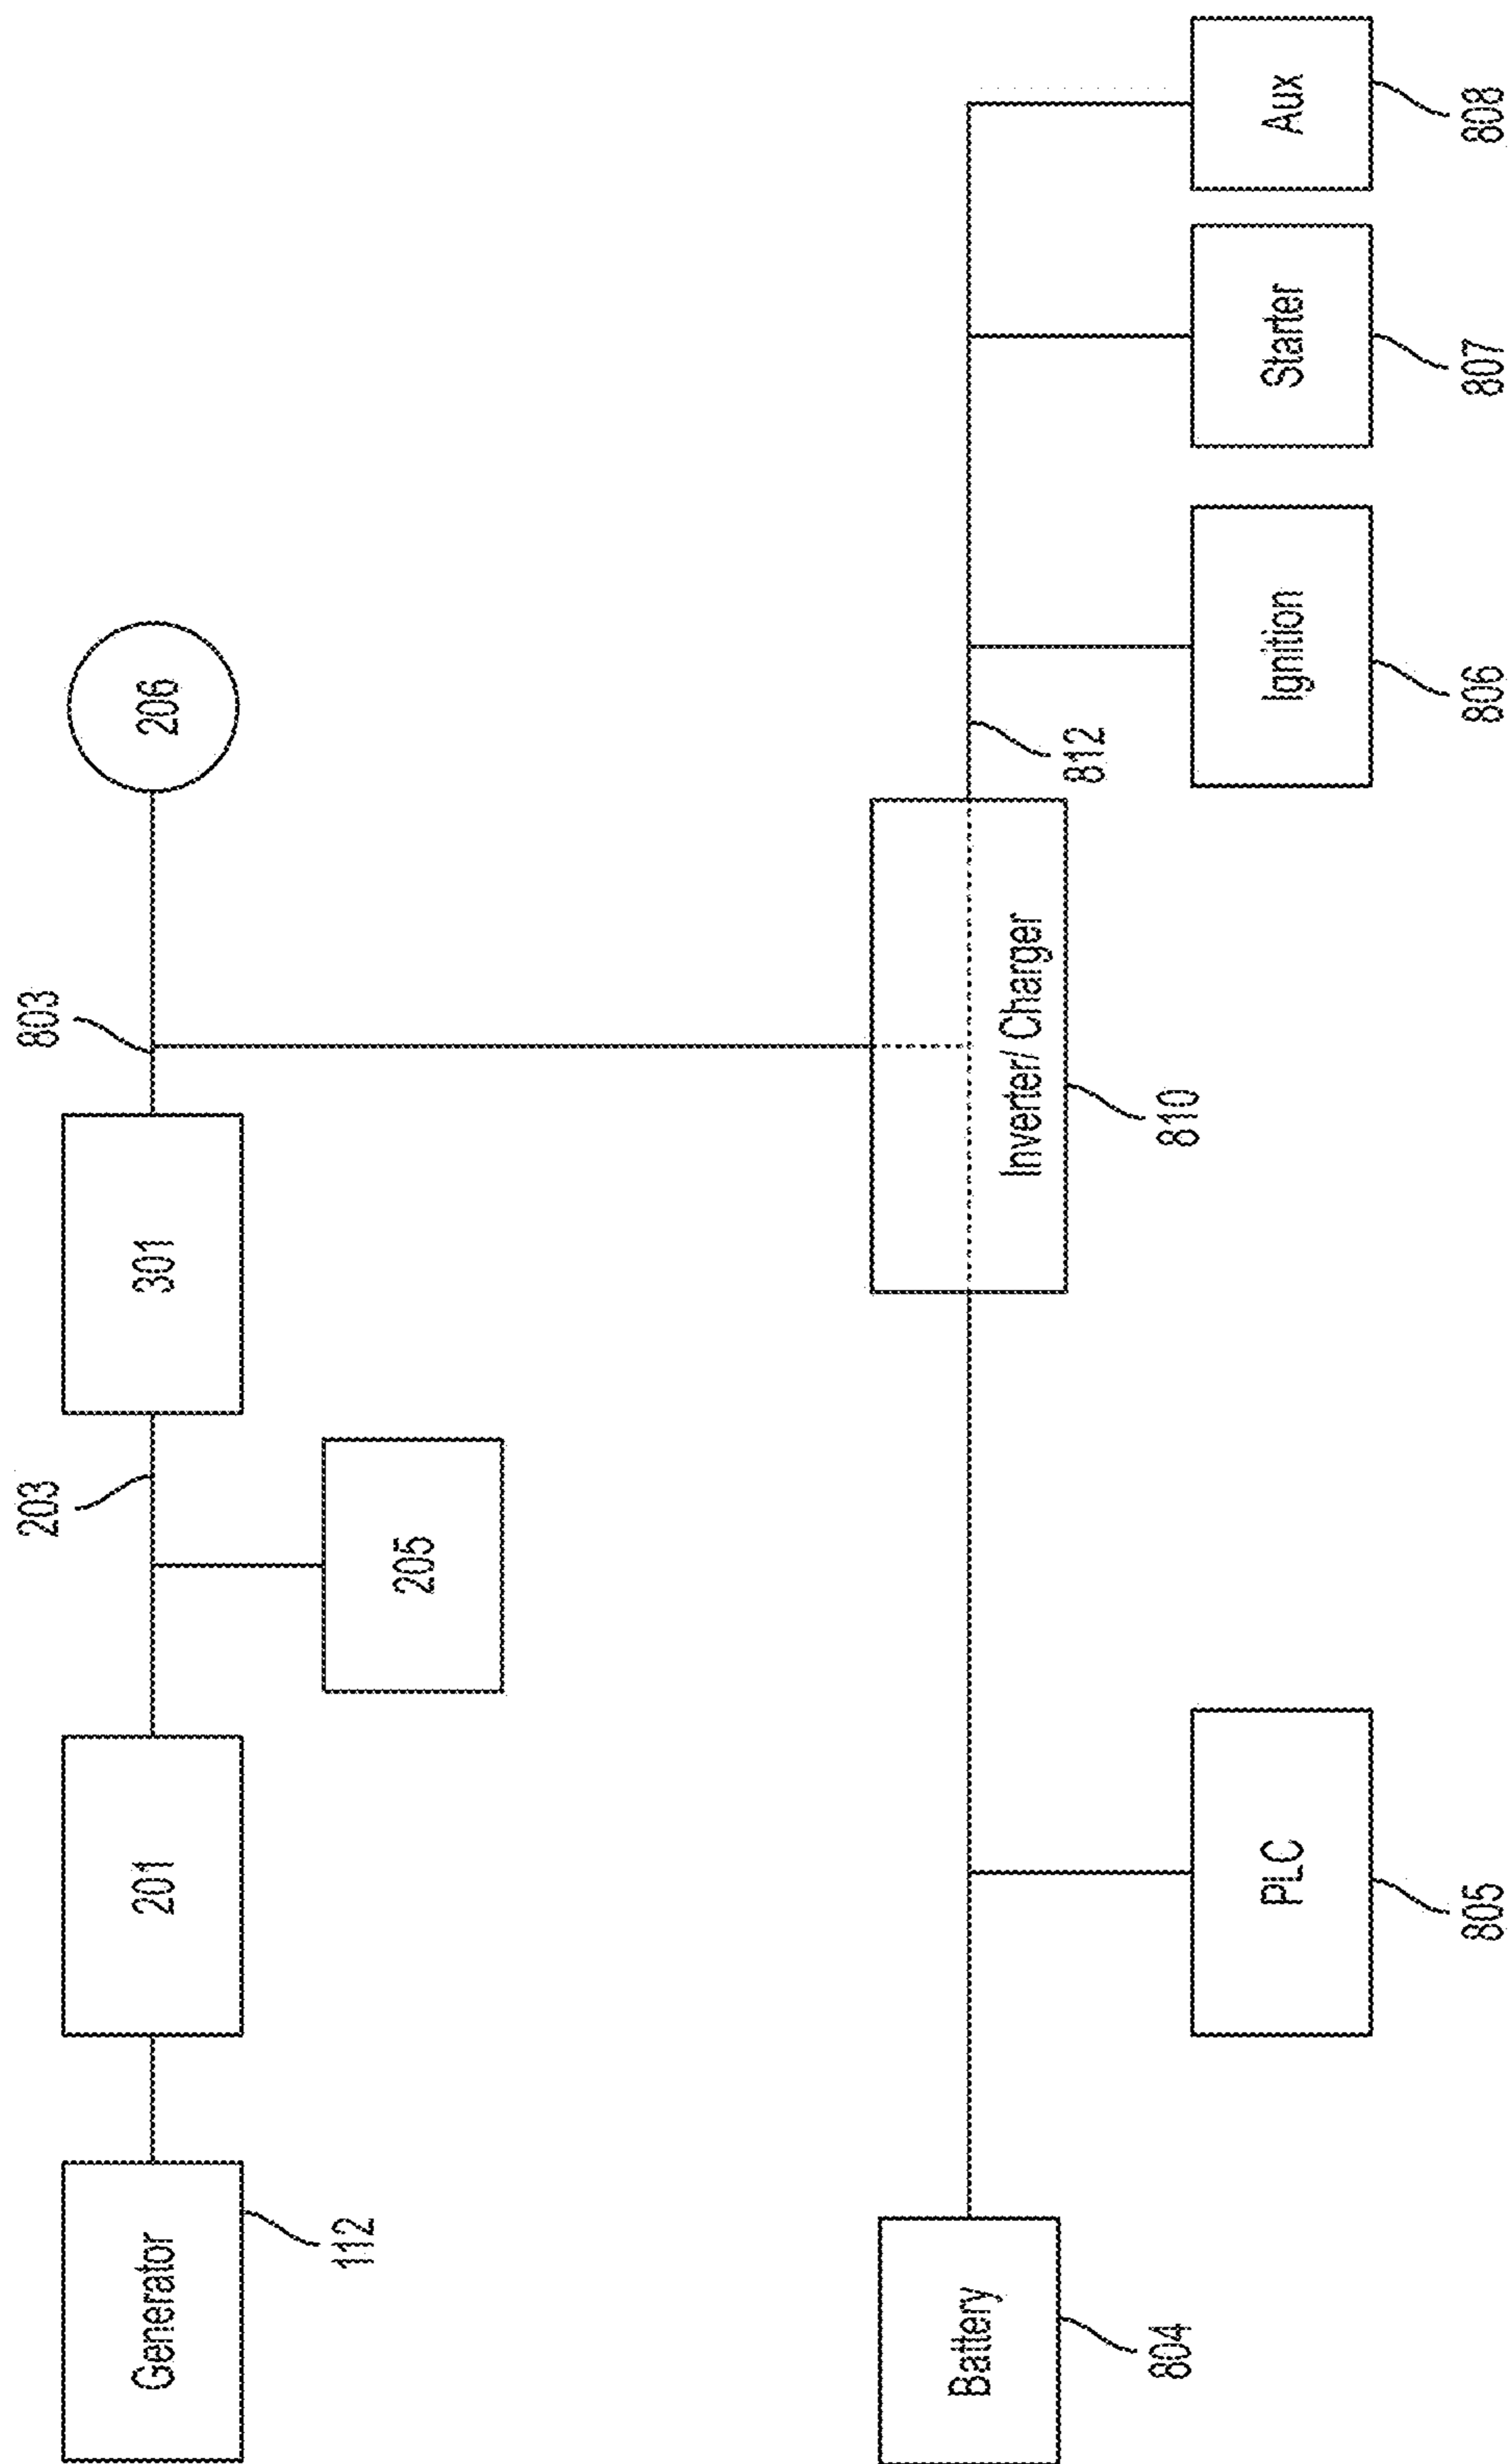 803
203
206
301
201
205
Generator
112
812
Inverter/ Charger
810
Battery
804
PLC
805
Ignition
806
Starter
807
Aux
808